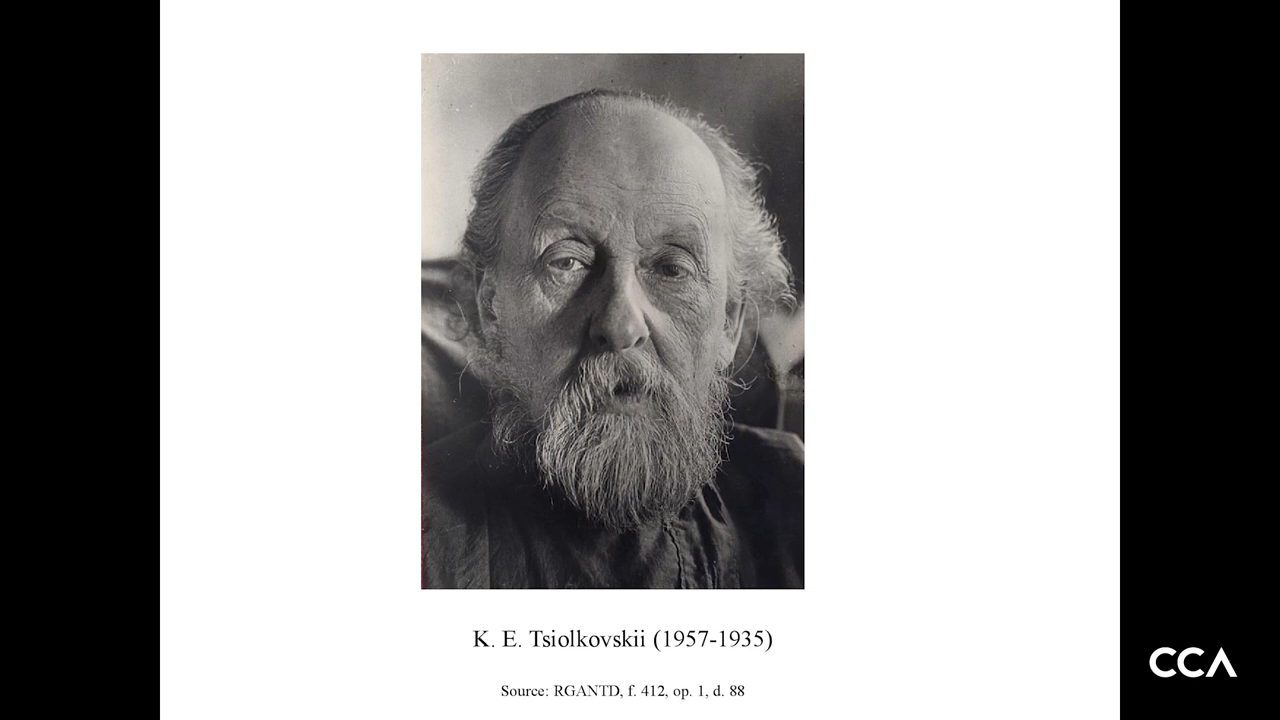 K. E. Tsiolkovskii (1957-1935)
Source: RGANTD, f. 412, op. 1, d. 88
CCA